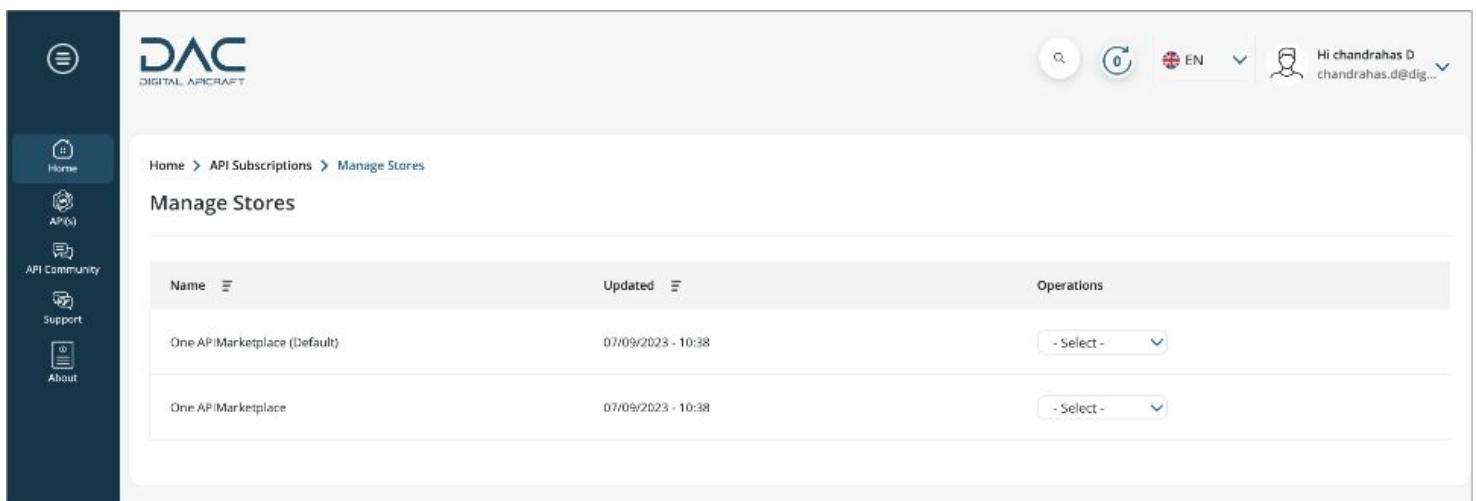 DAC
DIGITAL APICRAFT
0
EN
Hi chandrahas D
chandrahas.d@dig...
Home
API(s)
API Community
Support
About
Home > API Subscriptions > Manage Stores
Manage Stores
Name Updated Operations
One APIMarketplace (Default) 07/09/2023 - 10:38 - Select -
One APIMarketplace 07/09/2023 - 10:38 - Select -